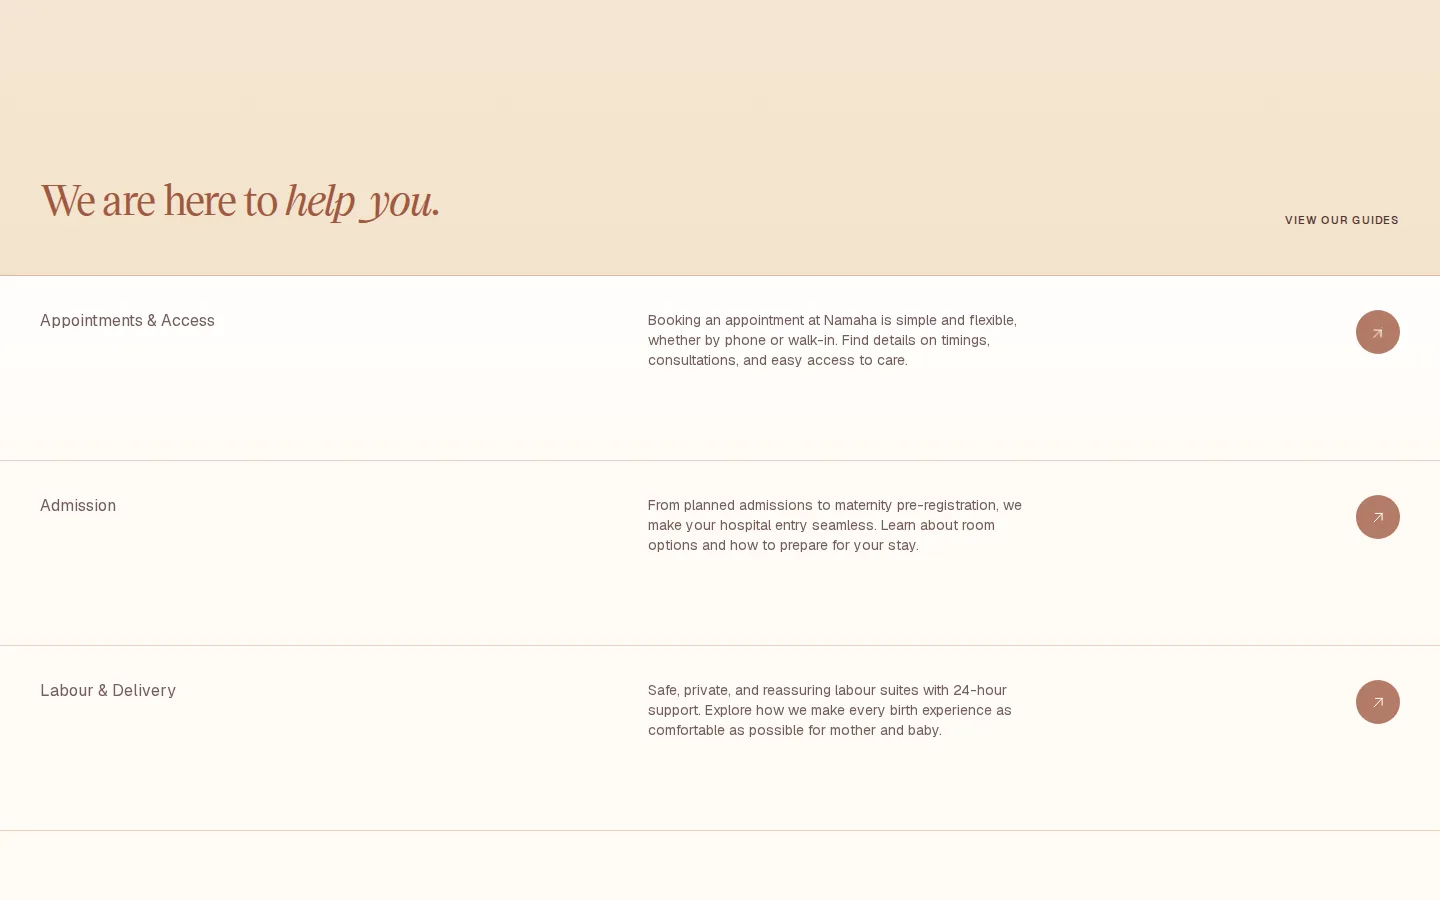 We are here to help you.
VIEW OUR GUIDES
Appointments & Access
Booking an appointment at Namaha is simple and flexible,
whether by phone or walk-in. Find details on timings,
consultations, and easy access to care.
Admission
From planned admissions to maternity pre-registration, we
make your hospital entry seamless. Learn about room
options and how to prepare for your stay.
Labour & Delivery
Safe, private, and reassuring labour suites with 24-hour
support. Explore how we make every birth experience as
comfortable as possible for mother and baby.